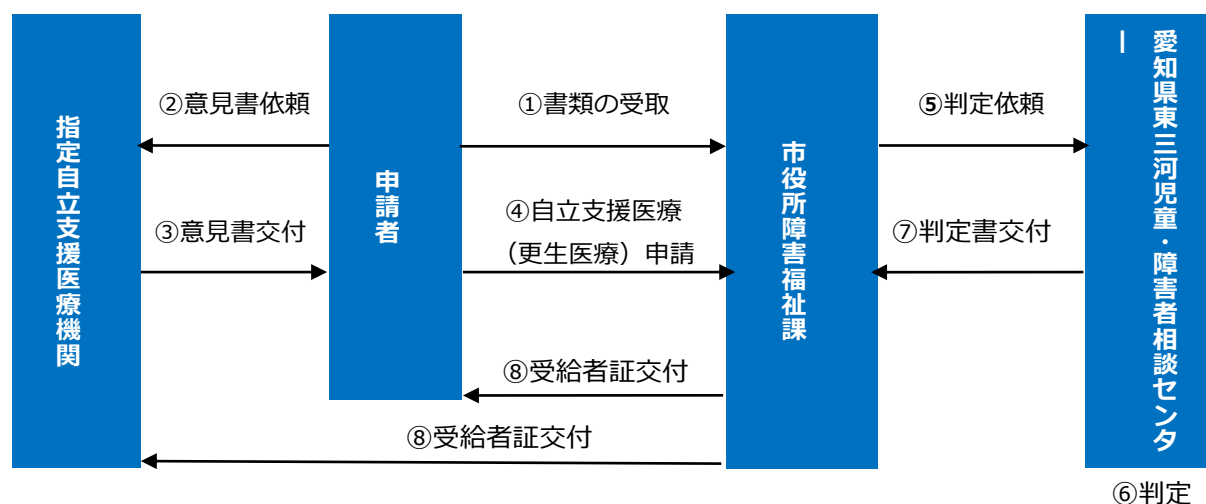 指定自立支援医療機関
②意見書依頼
③意見書交付
申請者
①書類の受取
④自立支援医療
（更生医療）申請
⑧受給者証交付
⑧受給者証交付
市役所障害福祉課
⑤判定依頼
⑦判定書交付
愛知県東三河児童・障害者相談センタ
ー
⑥判定